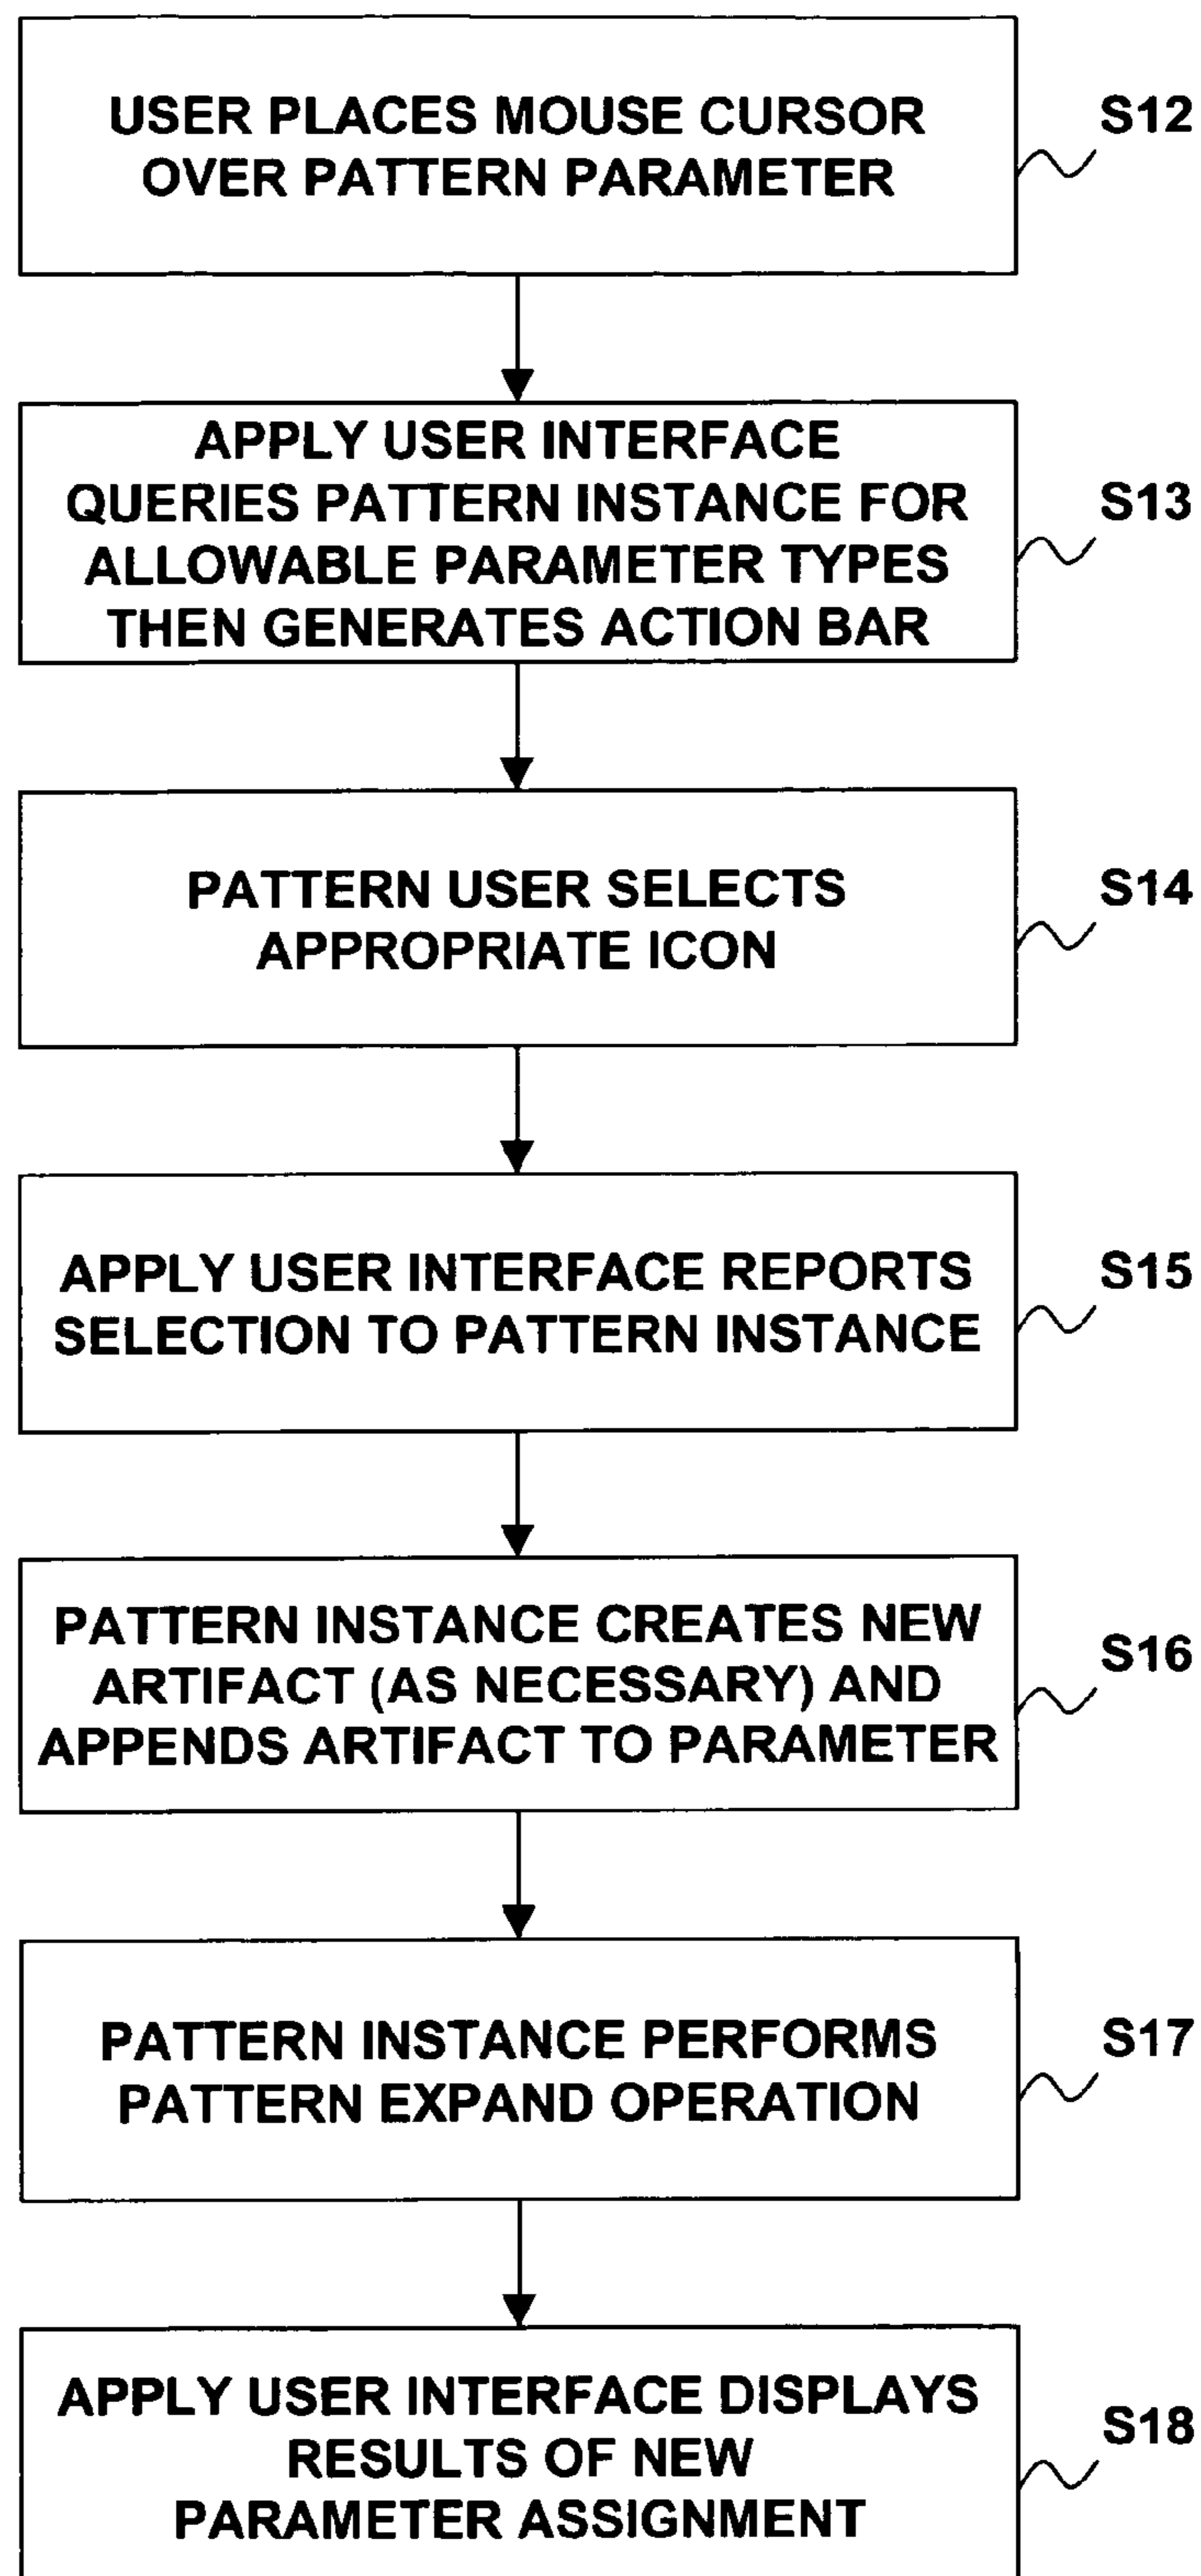 USER PLACES MOUSE CURSOR
OVER PATTERN PARAMETER
S12
APPLY USER INTERFACE
QUERIES PATTERN INSTANCE FOR
ALLOWABLE PARAMETER TYPES
THEN GENERATES ACTION BAR
S13
PATTERN USER SELECTS
APPROPRIATE ICON
S14
APPLY USER INTERFACE REPORTS
SELECTION TO PATTERN INSTANCE
S15
PATTERN INSTANCE CREATES NEW
ARTIFACT (AS NECESSARY) AND
APPENDS ARTIFACT TO PARAMETER
S16
PATTERN INSTANCE PERFORMS
PATTERN EXPAND OPERATION
S17
APPLY USER INTERFACE DISPLAYS
RESULTS OF NEW
PARAMETER ASSIGNMENT
S18